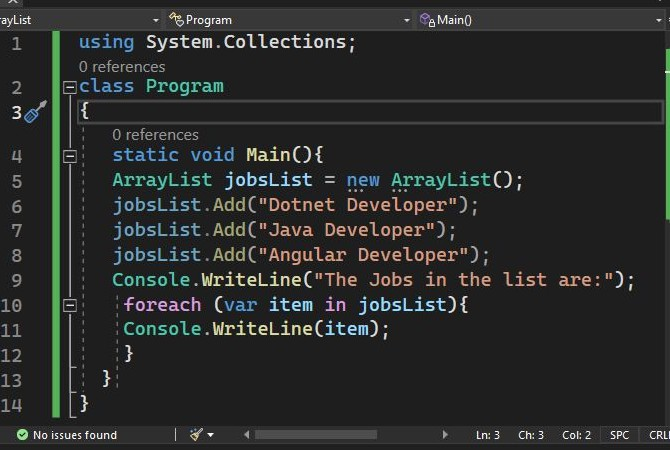 Program Main()
1 using System.Collections;
0 references
2 class Program
3 {
0 references
4 static void Main(){
5 ArrayList jobsList = new ArrayList();
6 jobsList.Add("Dotnet Developer");
7 jobsList.Add("Java Developer");
8 jobsList.Add("Angular Developer");
9 Console.WriteLine("The Jobs in the list are:");
10 foreach (var item in jobsList){
11 Console.WriteLine(item);
12 }
13 }
14 }
No issues found Ln: 3 Ch: 3 Col: 2 SPC